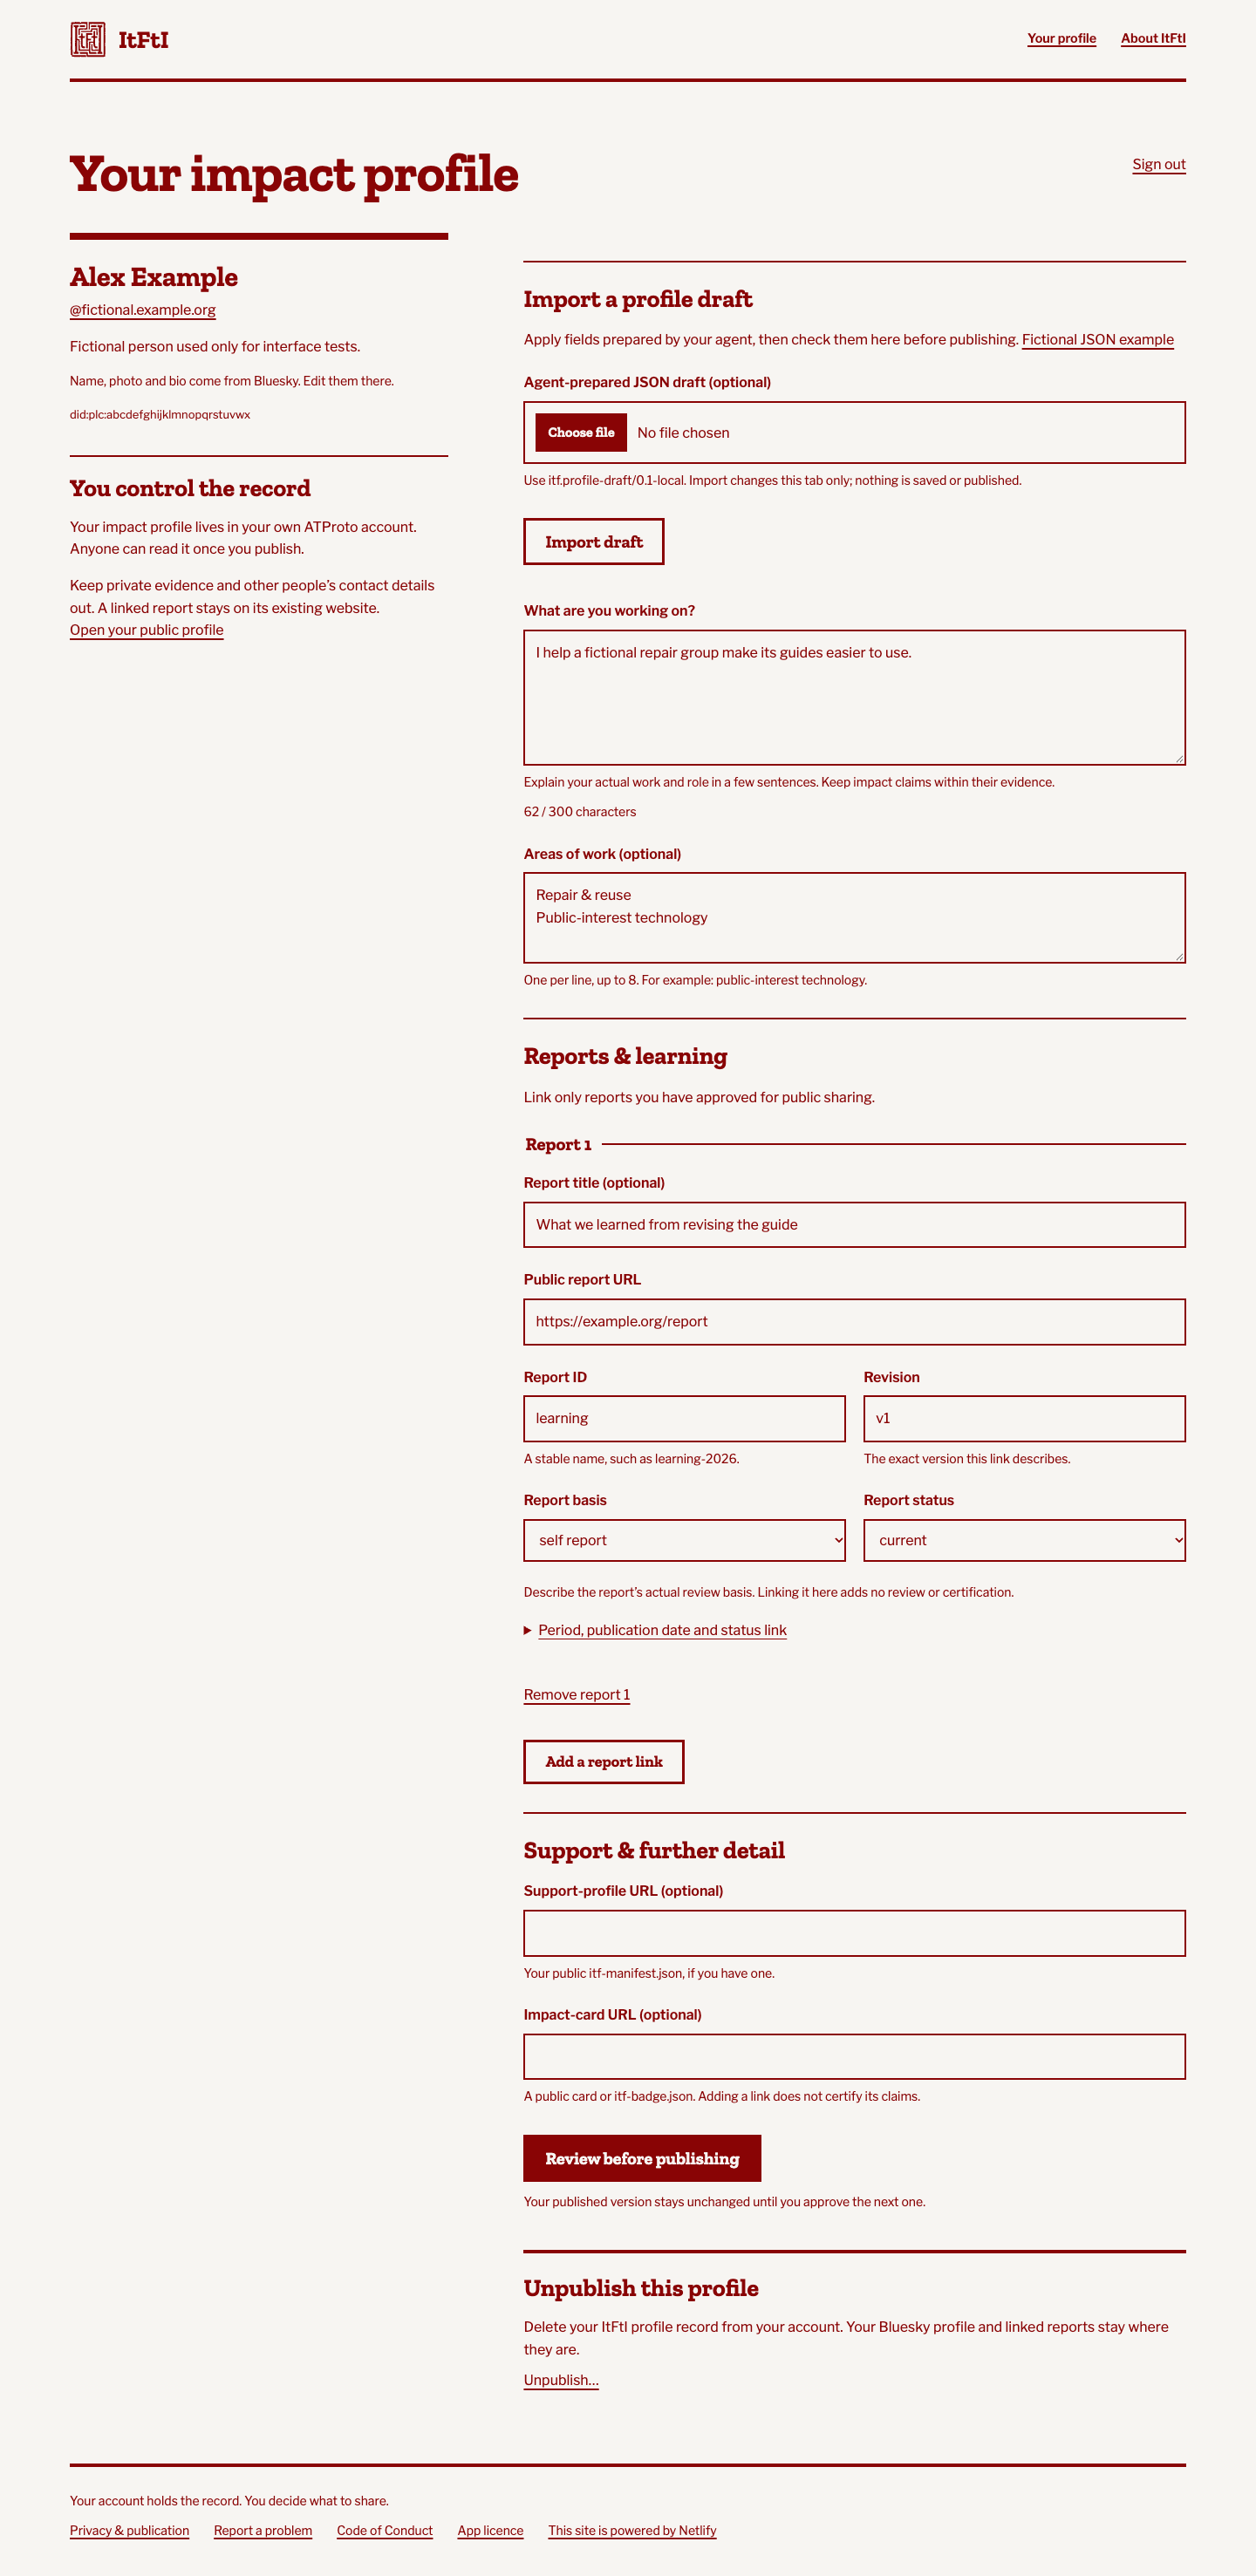 ItFtI
ItFtI
Your profile
About ItFtI
Your impact profile
Sign out
Alex Example
@fictional.example.org
Fictional person used only for interface tests.
Name, photo and bio come from Bluesky. Edit them there.
did:plc:abcdefghijklmnopqrstuvwx
You control the record
Your impact profile lives in your own ATProto account.
Anyone can read it once you publish.
Keep private evidence and other people’s contact details
out. A linked report stays on its existing website.
Open your public profile
Import a profile draft
Apply fields prepared by your agent, then check them here before publishing. Fictional JSON example
Agent-prepared JSON draft (optional)
Choose file No file chosen
Use itf.profile-draft/0.1-local. Import changes this tab only; nothing is saved or published.
Import draft
What are you working on?
I help a fictional repair group make its guides easier to use.
Explain your actual work and role in a few sentences. Keep impact claims within their evidence.
62 / 300 characters
Areas of work (optional)
Repair & reuse
Public-interest technology
One per line, up to 8. For example: public-interest technology.
Reports & learning
Link only reports you have approved for public sharing.
Report 1
Report title (optional)
What we learned from revising the guide
Public report URL
https://example.org/report
Report ID
learning
A stable name, such as learning-2026.
Revision
v1
The exact version this link describes.
Report basis
self report
Report status
current
Describe the report’s actual review basis. Linking it here adds no review or certification.
Period, publication date and status link
Remove report 1
Add a report link
Support & further detail
Support-profile URL (optional)
Your public itf-manifest.json, if you have one.
Impact-card URL (optional)
A public card or itf-badge.json. Adding a link does not certify its claims.
Review before publishing
Your published version stays unchanged until you approve the next one.
Unpublish this profile
Delete your ItFtI profile record from your account. Your Bluesky profile and linked reports stay where
they are.
Unpublish…
Your account holds the record. You decide what to share.
Privacy & publication
Report a problem
Code of Conduct
App licence
This site is powered by Netlify